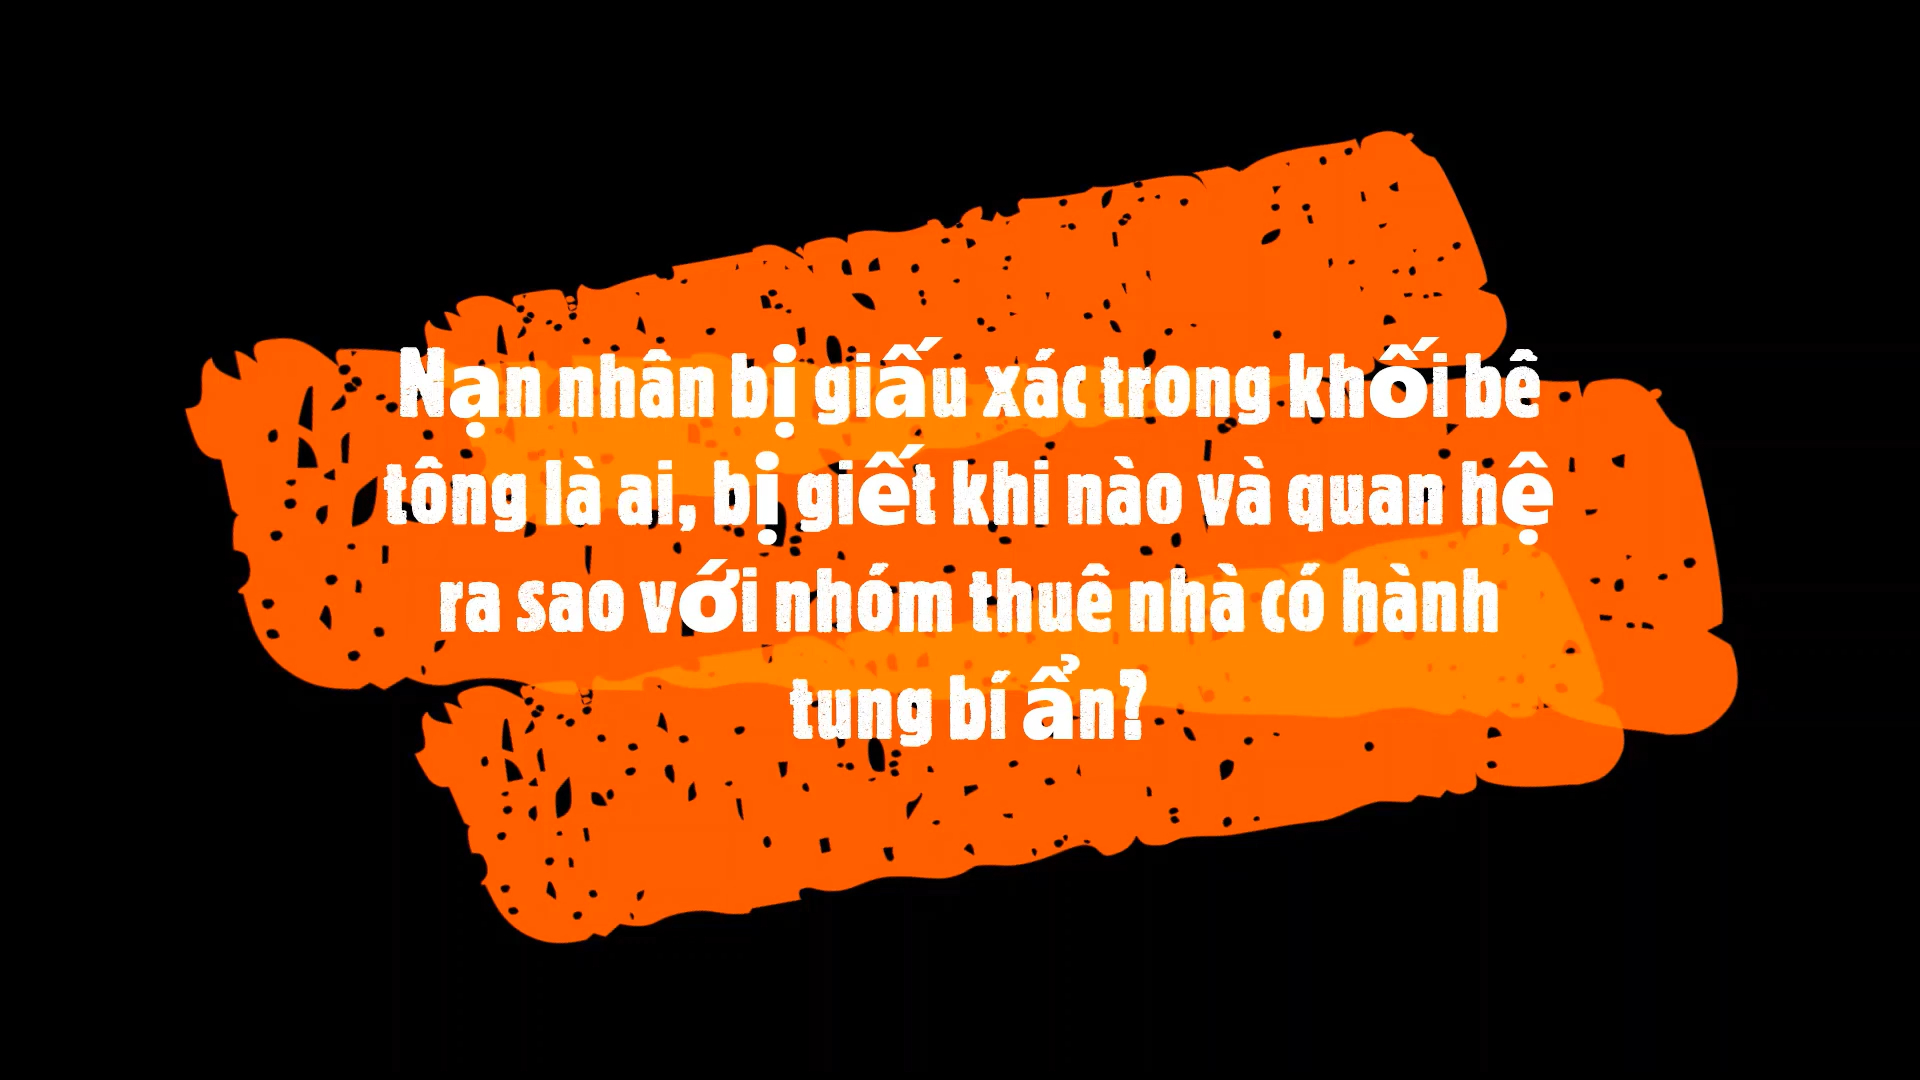 Nạn nhân bị giấu xác trong khối bê
tông là ai, bị giết khi nào và quan hệ
ra sao với nhóm thuê nhà có hành
tung bí ẩn?